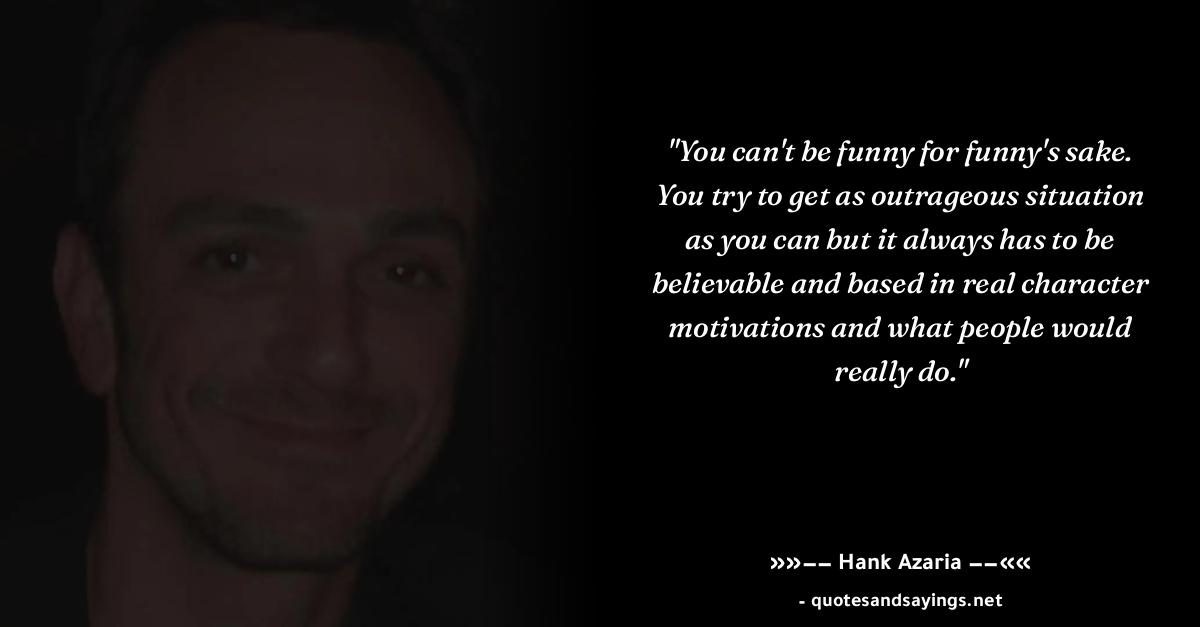 "You can't be funny for funny's sake.
You try to get as outrageous situation
as you can but it always has to be
believable and based in real character
motivations and what people would
really do."
»»–– Hank Azaria ––««
- quotesandsayings.net